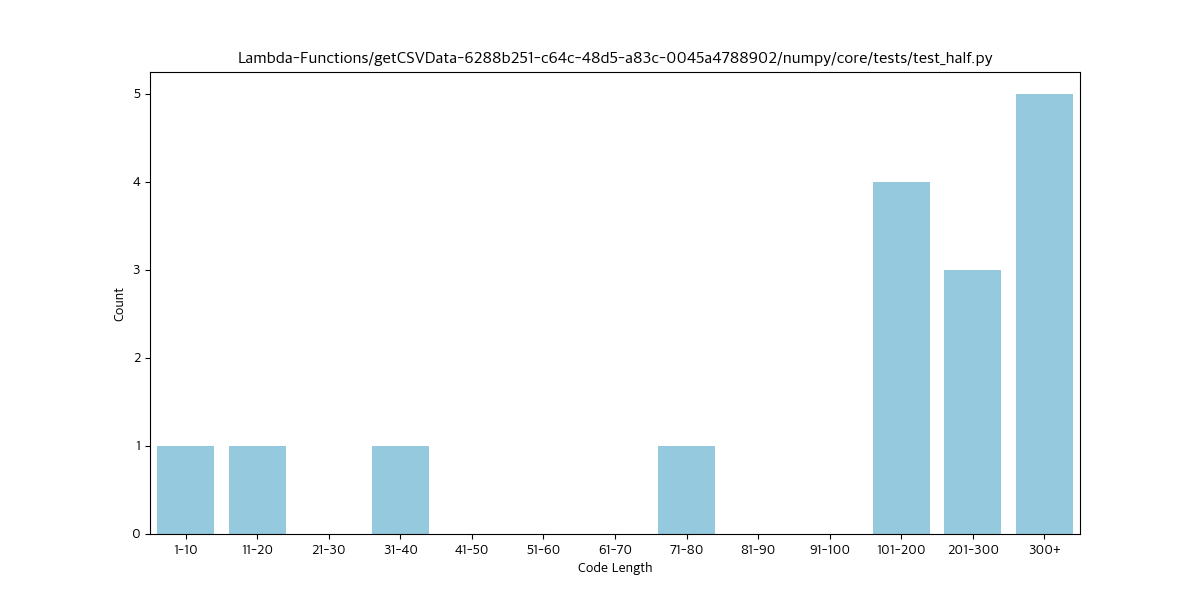 Lambda-Functions/getCSVData-6288b251-c64c-48d5-a83c-0045a4788902/numpy/core/tests/test_half.py
5
4
3
2
1
0
Count
1-10 11-20 21-30 31-40 41-50 51-60 61-70 71-80 81-90 91-100 101-200 201-300 300+
Code Length